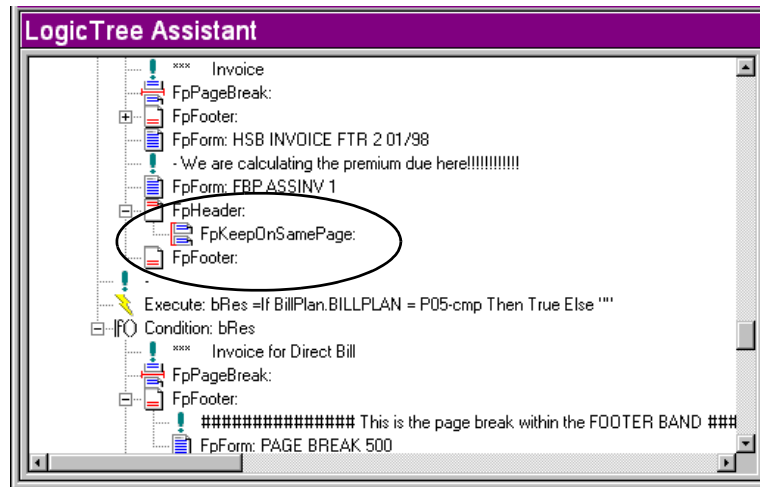 LogicTree Assistant
*** Invoice
FpPageBreak:
FpFooter:
FpForm: HSB INVOICE FTR 2 01/98
- We are calculating the premium due here!!!!!!!!!!!!
FpForm: FBP ASSINV 1
FpHeader:
FpKeepOnSamePage:
FpFooter:
-
Execute: bRes =If BillPlan.BILLPLAN = P05-cmp Then True Else ""
If() Condition: bRes
*** Invoice for Direct Bill
FpPageBreak:
FpFooter:
############### This is the page break within the FOOTER BAND ###
FpForm: PAGE BREAK 500